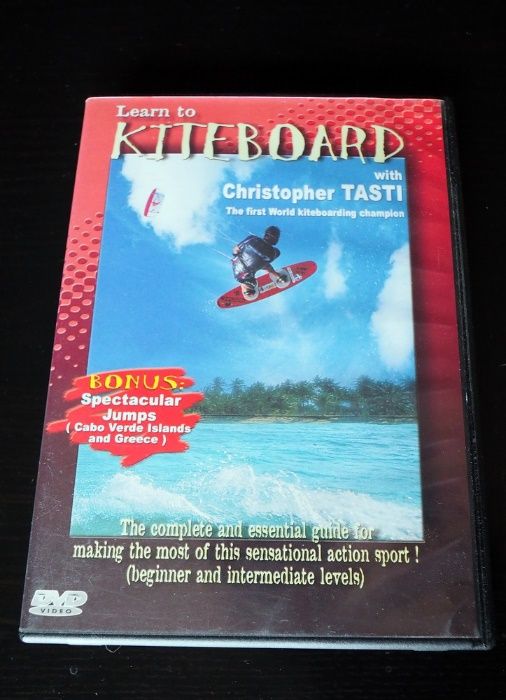 Learn to
KITEBOARD
with
Christopher TASTI
The first World kiteboarding champion
BONUS:
Spectacular
Jumps
( Cabo Verde Islands
and Greece )
The complete and essential guide for
making the most of this sensational action sport !
(beginner and intermediate levels)
DVD
VIDEO